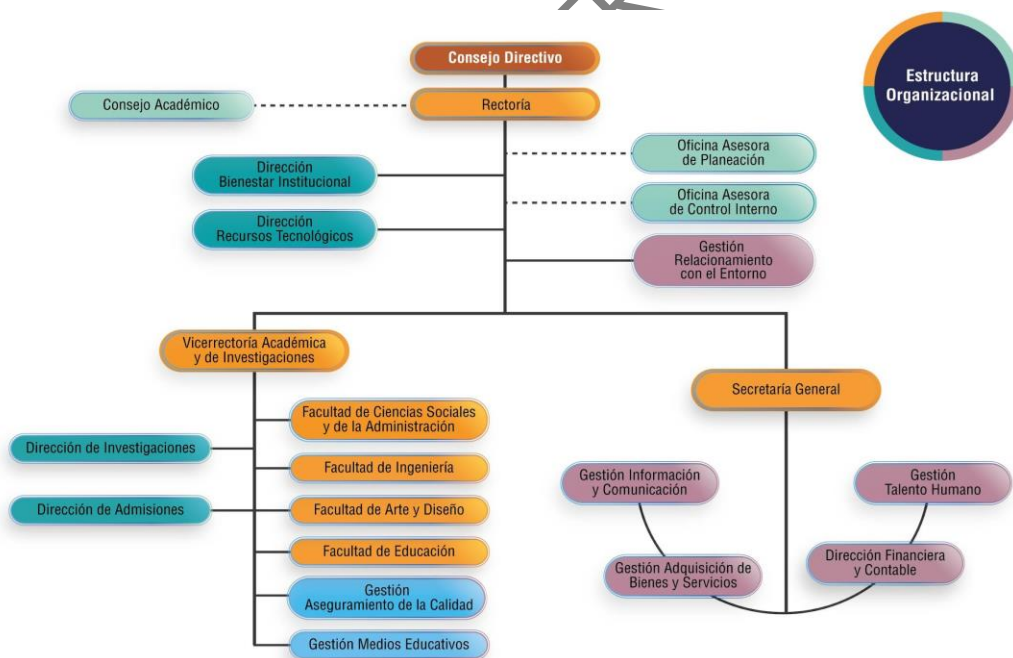 Consejo Directivo
Estructura
Organizacional
Consejo Académico
Rectoría
Oficina Asesora
de Planeación
Dirección
Bienestar Institucional
Oficina Asesora
de Control Interno
Dirección
Recursos Tecnológicos
Gestión
Relacionamiento
con el Entorno
Vicerrectoría Académica
y de Investigaciones
Secretaría General
Facultad de Ciencias Sociales
y de la Administración
Dirección de Investigaciones
Facultad de Ingeniería
Gestión Información
y Comunicación
Gestión
Talento Humano
Dirección de Admisiones
Facultad de Arte y Diseño
Facultad de Educación
Gestión Adquisición de
Bienes y Servicios
Dirección Financiera
y Contable
Gestión
Aseguramiento de la Calidad
Gestión Medios Educativos